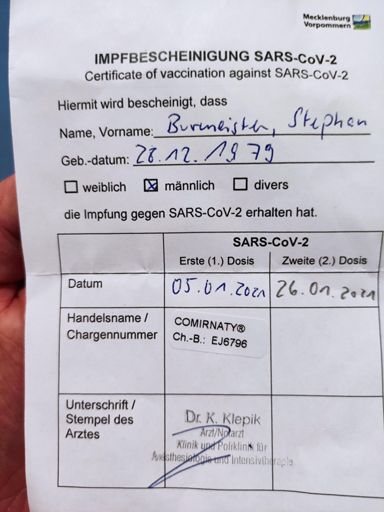 Mecklenburg
Vorpommern
IMPFBESCHEINIGUNG SARS-CoV-2
Certificate of vaccination against SARS-CoV-2
Hiermit wird bescheinigt, dass
Name, Vorname: Burmeister, Stephan
Geb.-datum: 28.12.1979
weiblich männlich divers
die Impfung gegen SARS-CoV-2 erhalten hat.
SARS-CoV-2
Erste (1.) Dosis Zweite (2.) Dosis
Datum 05.01.2021 26.01.2021
Handelsname /
Chargennummer
COMIRNATY®
Ch.-B.: EJ6796
Unterschrift /
Stempel des
Arztes
Dr. K. Klepik
Arzt/Notarzt
Klinik und Poliklinik für
Anästhesiologie und Intensivtherapie